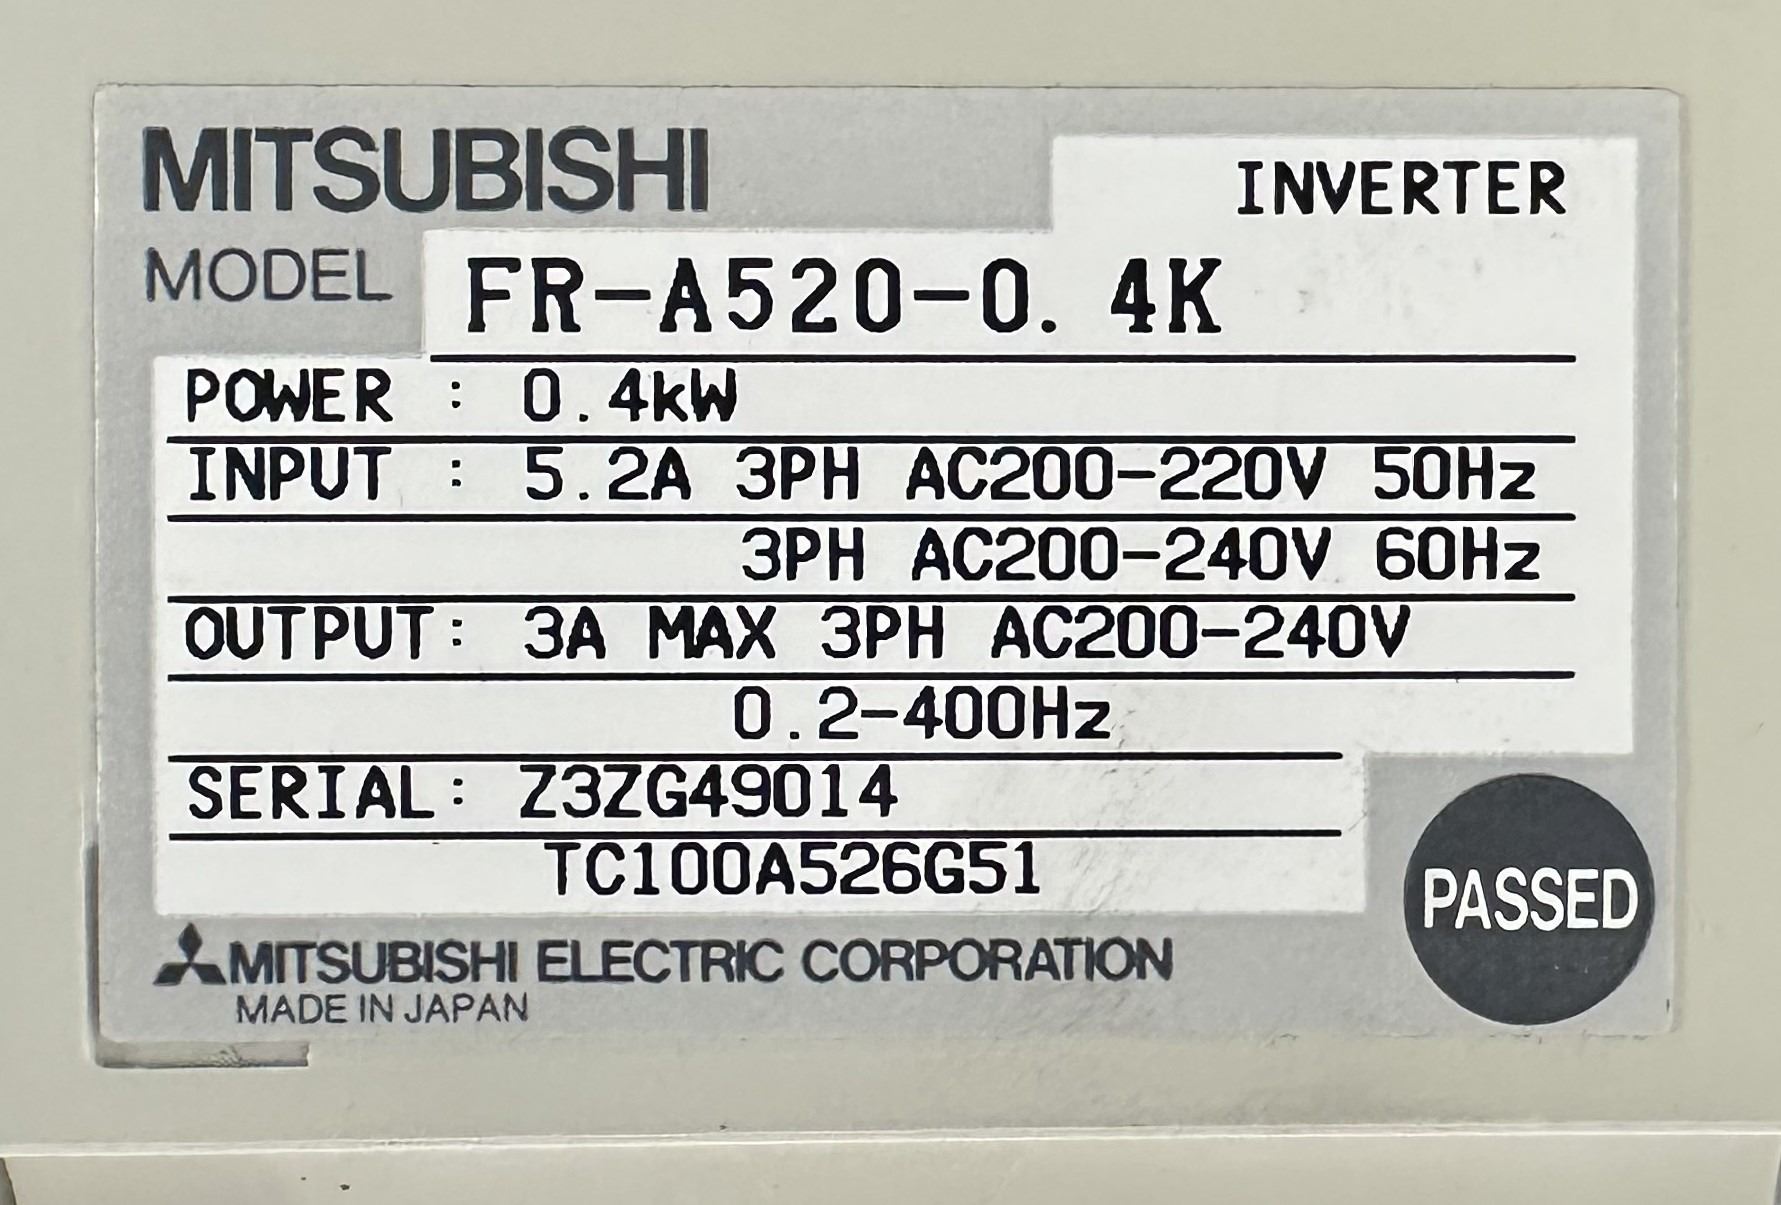 MITSUBISHI
INVERTER
MODEL FR-A520-0.4K
POWER : 0.4kW
INPUT : 5.2A 3PH AC200-220V 50Hz
3PH AC200-240V 60Hz
OUTPUT: 3A MAX 3PH AC200-240V
0.2-400Hz
SERIAL: Z3ZG49014
TC100A526G51
PASSED
MITSUBISHI ELECTRIC CORPORATION
MADE IN JAPAN